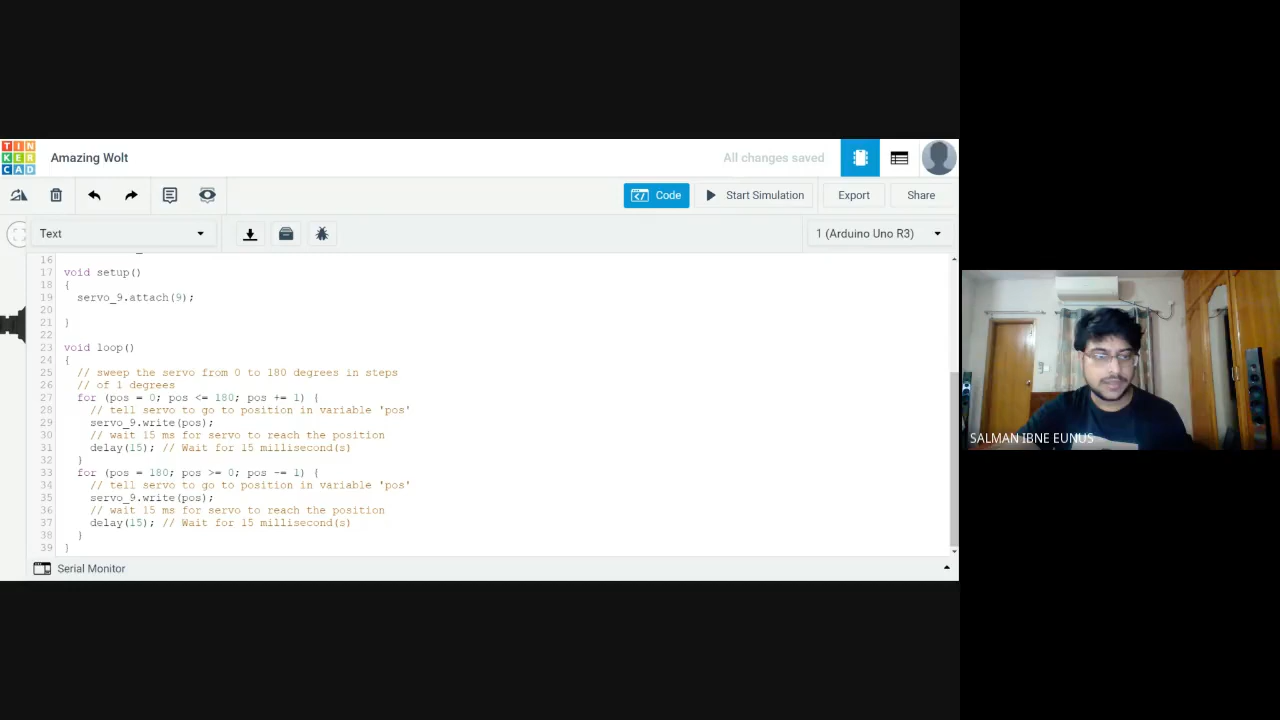 TIN
KER
CAD
Amazing Wolt
All changes saved
Code
Start Simulation
Export
Share
Text
1 (Arduino Uno R3)
16
17 void setup()
18 {
19 servo_9.attach(9);
20
21 }
22
23 void loop()
24 {
25 // sweep the servo from 0 to 180 degrees in steps
26 // of 1 degrees
27 for (pos = 0; pos <= 180; pos += 1) {
28 // tell servo to go to position in variable 'pos'
29 servo_9.write(pos);
30 // wait 15 ms for servo to reach the position
31 delay(15); // Wait for 15 millisecond(s)
32 }
33 for (pos = 180; pos >= 0; pos -= 1) {
34 // tell servo to go to position in variable 'pos'
35 servo_9.write(pos);
36 // wait 15 ms for servo to reach the position
37 delay(15); // Wait for 15 millisecond(s)
38 }
39 }
Serial Monitor
SALMAN IBNE EUNUS